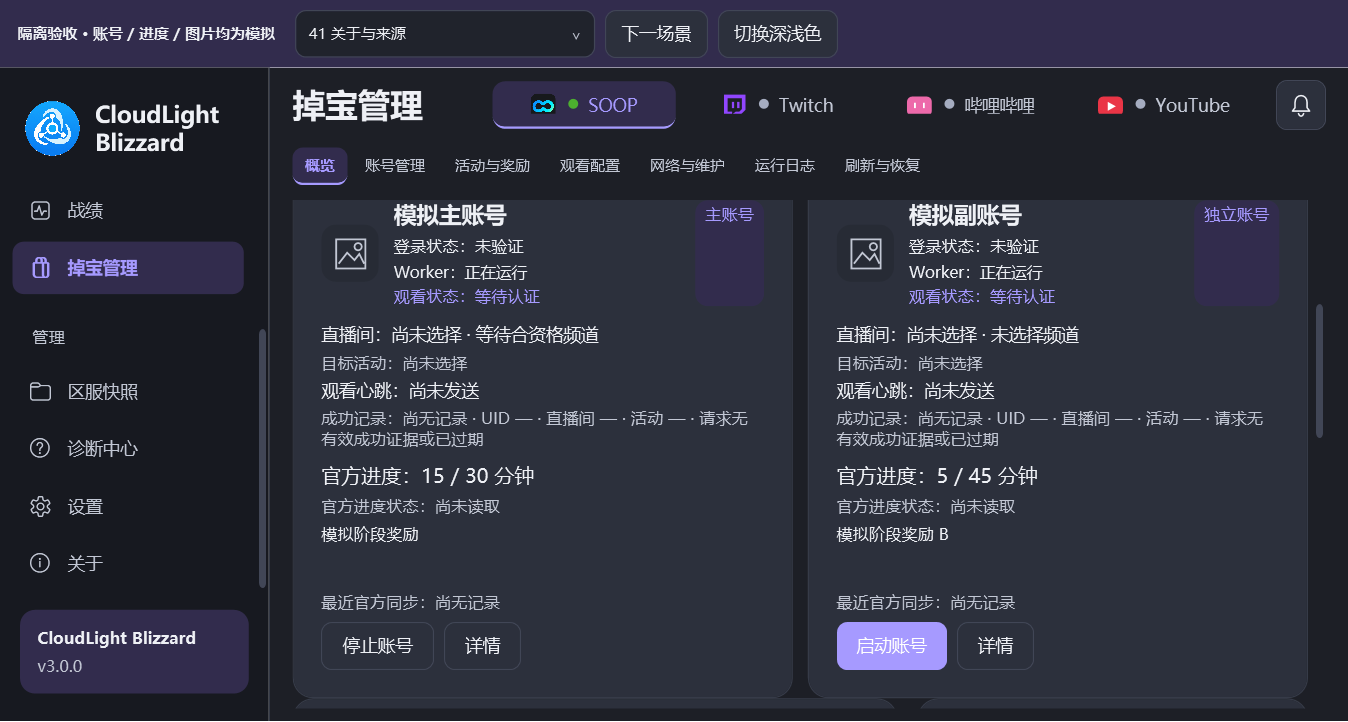 隔离验收 • 账号 / 进度 / 图片均为模拟
41 关于与来源
下一场景
切换深浅色
CloudLight
Blizzard
掉宝管理
SOOP
Twitch
哔哩哔哩
YouTube
概览
账号管理
活动与奖励
观看配置
网络与维护
运行日志
刷新与恢复
战绩
掉宝管理
管理
区服快照
诊断中心
设置
关于
CloudLight Blizzard
v3.0.0
模拟主账号
主账号
登录状态：未验证
Worker：正在运行
观看状态：等待认证
直播间：尚未选择 · 等待合资格频道
目标活动：尚未选择
观看心跳：尚未发送
成功记录：尚无记录 · UID — · 直播间 — · 活动 — · 请求无
有效成功证据或已过期
官方进度：15 / 30 分钟
官方进度状态：尚未读取
模拟阶段奖励
最近官方同步：尚无记录
停止账号
详情
模拟副账号
独立账号
登录状态：未验证
Worker：正在运行
观看状态：等待认证
直播间：尚未选择 · 未选择频道
目标活动：尚未选择
观看心跳：尚未发送
成功记录：尚无记录 · UID — · 直播间 — · 活动 — · 请求无
有效成功证据或已过期
官方进度：5 / 45 分钟
官方进度状态：尚未读取
模拟阶段奖励 B
最近官方同步：尚无记录
启动账号
详情